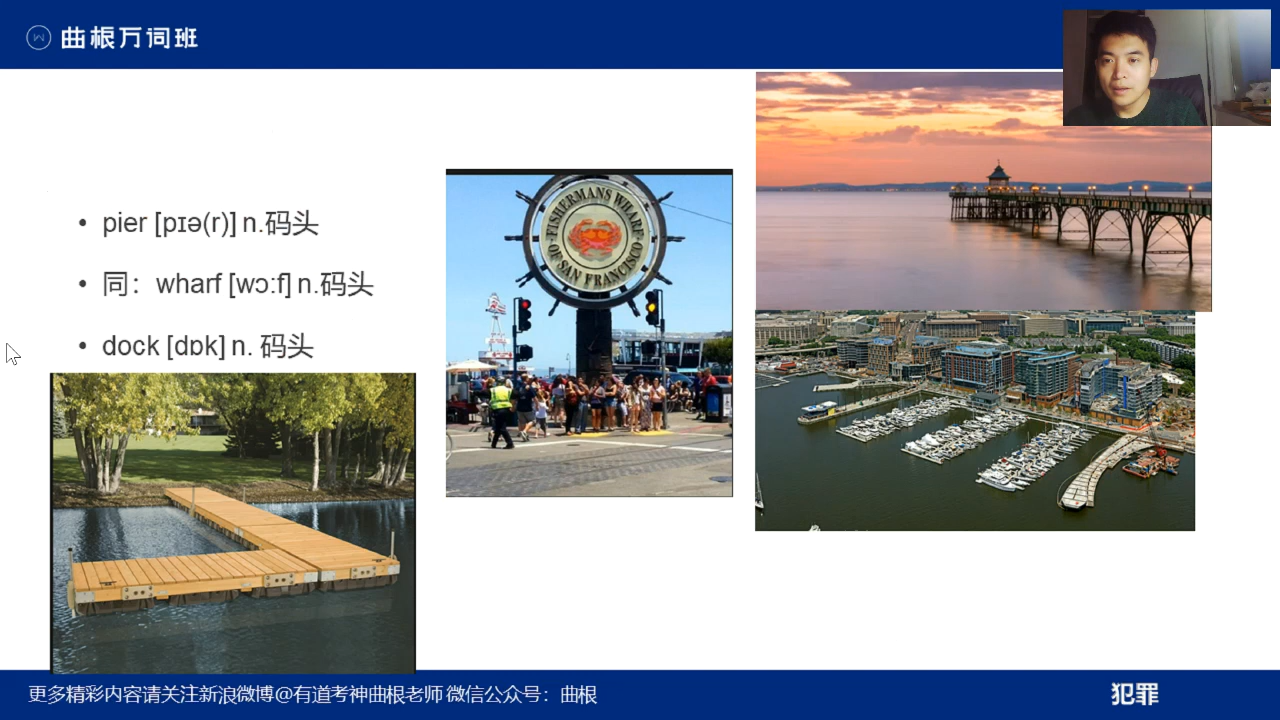 曲根万词班
• pier [pɪə(r)] n.码头
• 同：wharf [wɔːf] n.码头
• dock [dɒk] n. 码头
FISHERMANS WHARF
OF SAN FRANCISCO
更多精彩内容请关注新浪微博@有道考神曲根老师 微信公众号：曲根
犯罪